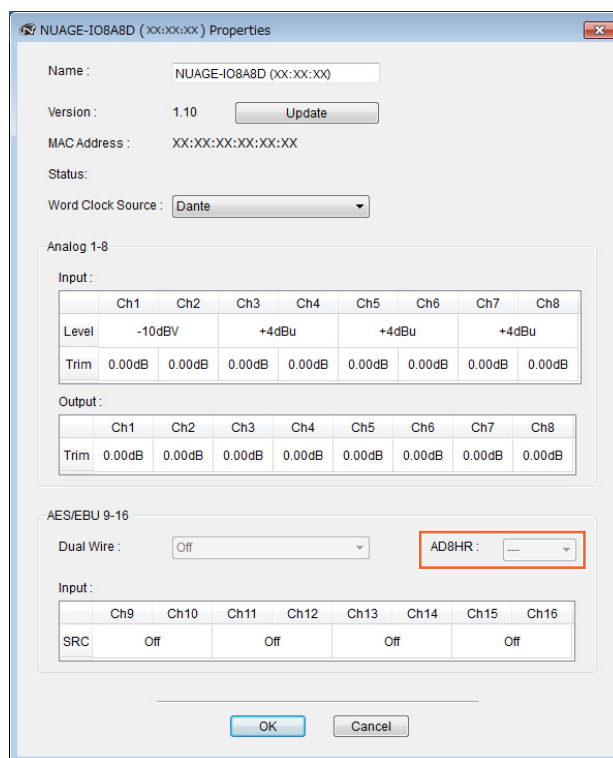 NUAGE-IO8A8D (XX:XX:XX) Properties
Name :
NUAGE-IO8A8D (XX:XX:XX)
Version :
1.10
Update
MAC Address :
XX:XX:XX:XX:XX:XX
Status:
Word Clock Source :
Dante
Analog 1-8
Input :
Ch1 Ch2 Ch3 Ch4 Ch5 Ch6 Ch7 Ch8
Level -10dBV +4dBu +4dBu +4dBu
Trim 0.00dB 0.00dB 0.00dB 0.00dB 0.00dB 0.00dB 0.00dB 0.00dB
Output :
Ch1 Ch2 Ch3 Ch4 Ch5 Ch6 Ch7 Ch8
Trim 0.00dB 0.00dB 0.00dB 0.00dB 0.00dB 0.00dB 0.00dB 0.00dB
AES/EBU 9-16
Dual Wire :
Off
AD8HR :
---
Input :
Ch9 Ch10 Ch11 Ch12 Ch13 Ch14 Ch15 Ch16
SRC Off Off Off Off
OK
Cancel